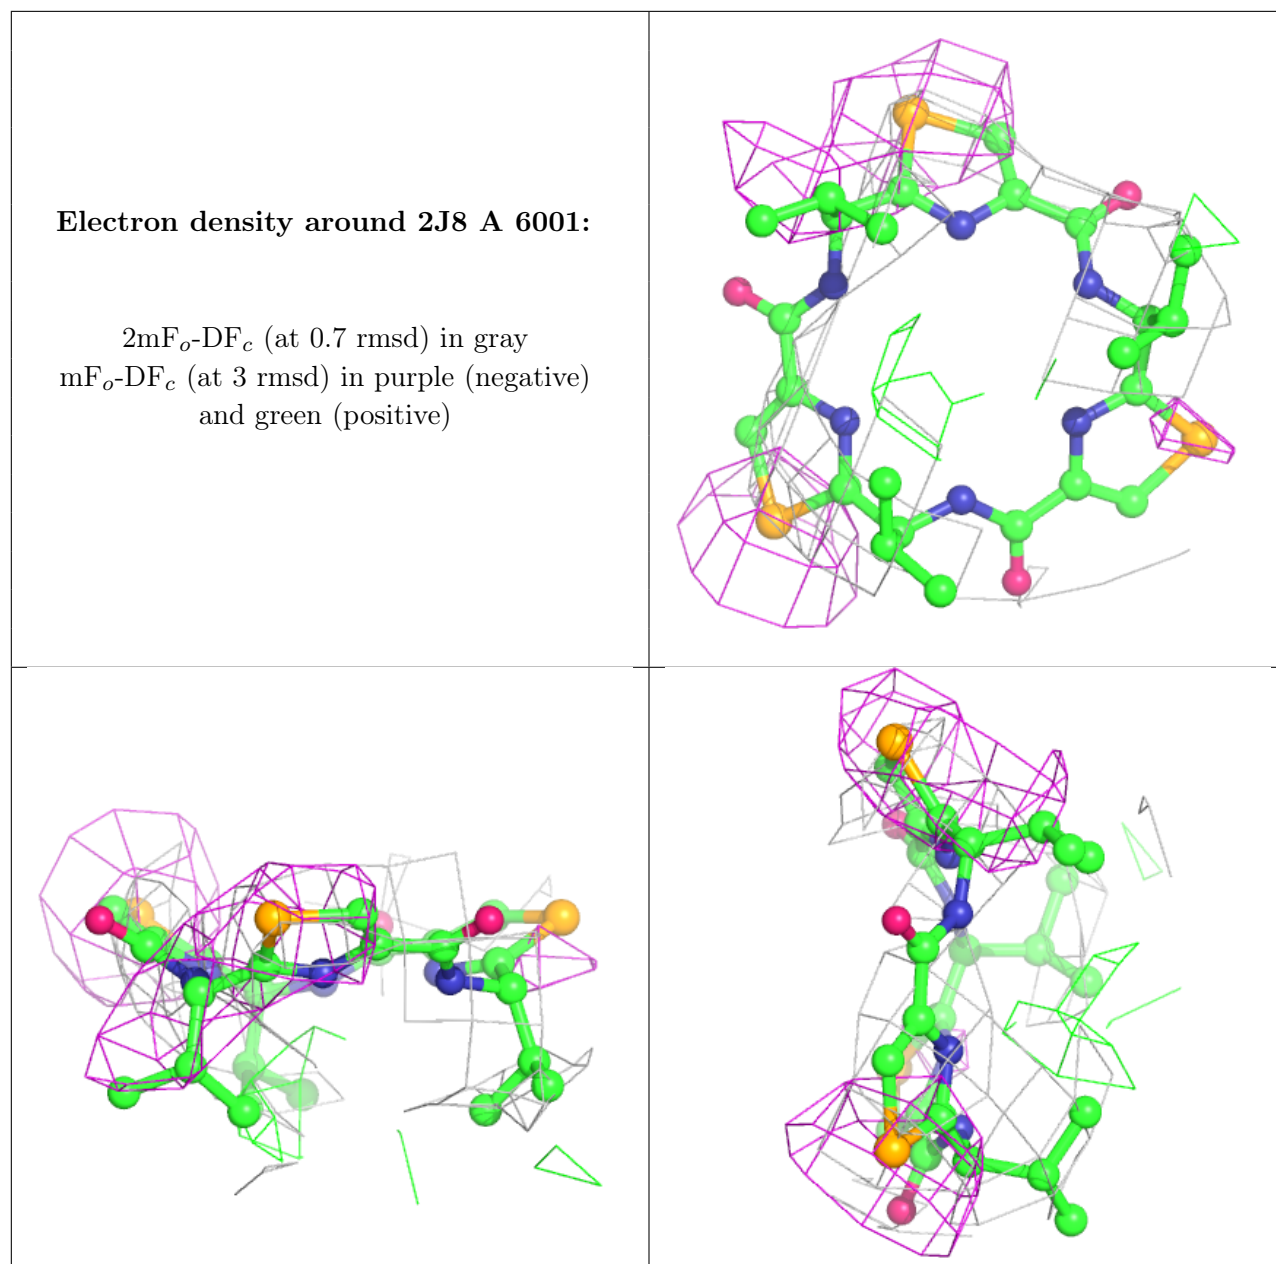 Electron density around 2J8 A 6001:
2mFo-DFc (at 0.7 rmsd) in gray
mFo-DFc (at 3 rmsd) in purple (negative)
and green (positive)